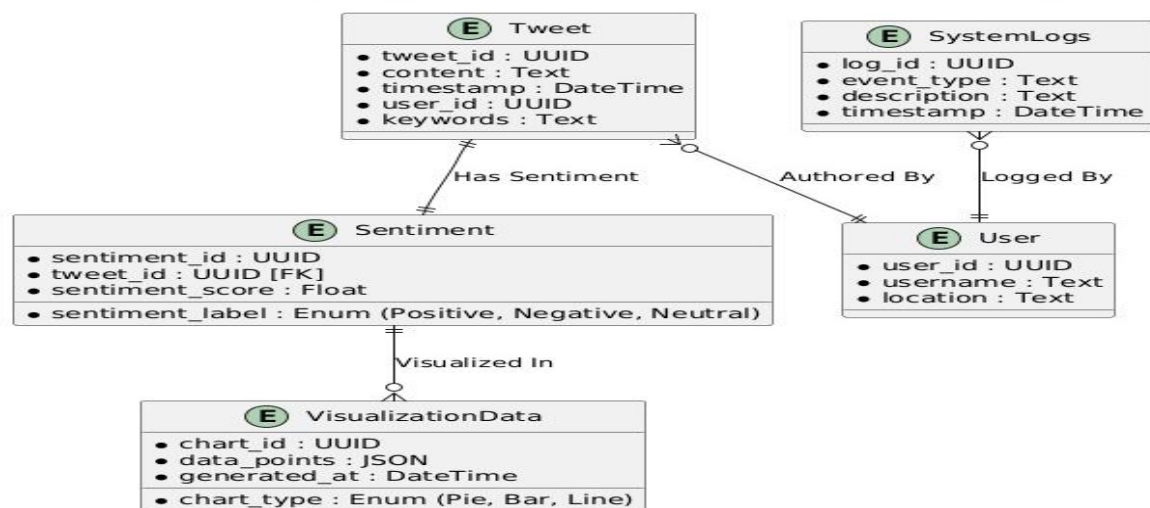 E Tweet
tweet_id : UUID
content : Text
timestamp : DateTime
user_id : UUID
keywords : Text
E SystemLogs
log_id : UUID
event_type : Text
description : Text
timestamp : DateTime
Has Sentiment
Authored By
Logged By
E Sentiment
sentiment_id : UUID
tweet_id : UUID [FK]
sentiment_score : Float
sentiment_label : Enum (Positive, Negative, Neutral)
E User
user_id : UUID
username : Text
location : Text
Visualized In
E VisualizationData
chart_id : UUID
data_points : JSON
generated_at : DateTime
chart_type : Enum (Pie, Bar, Line)